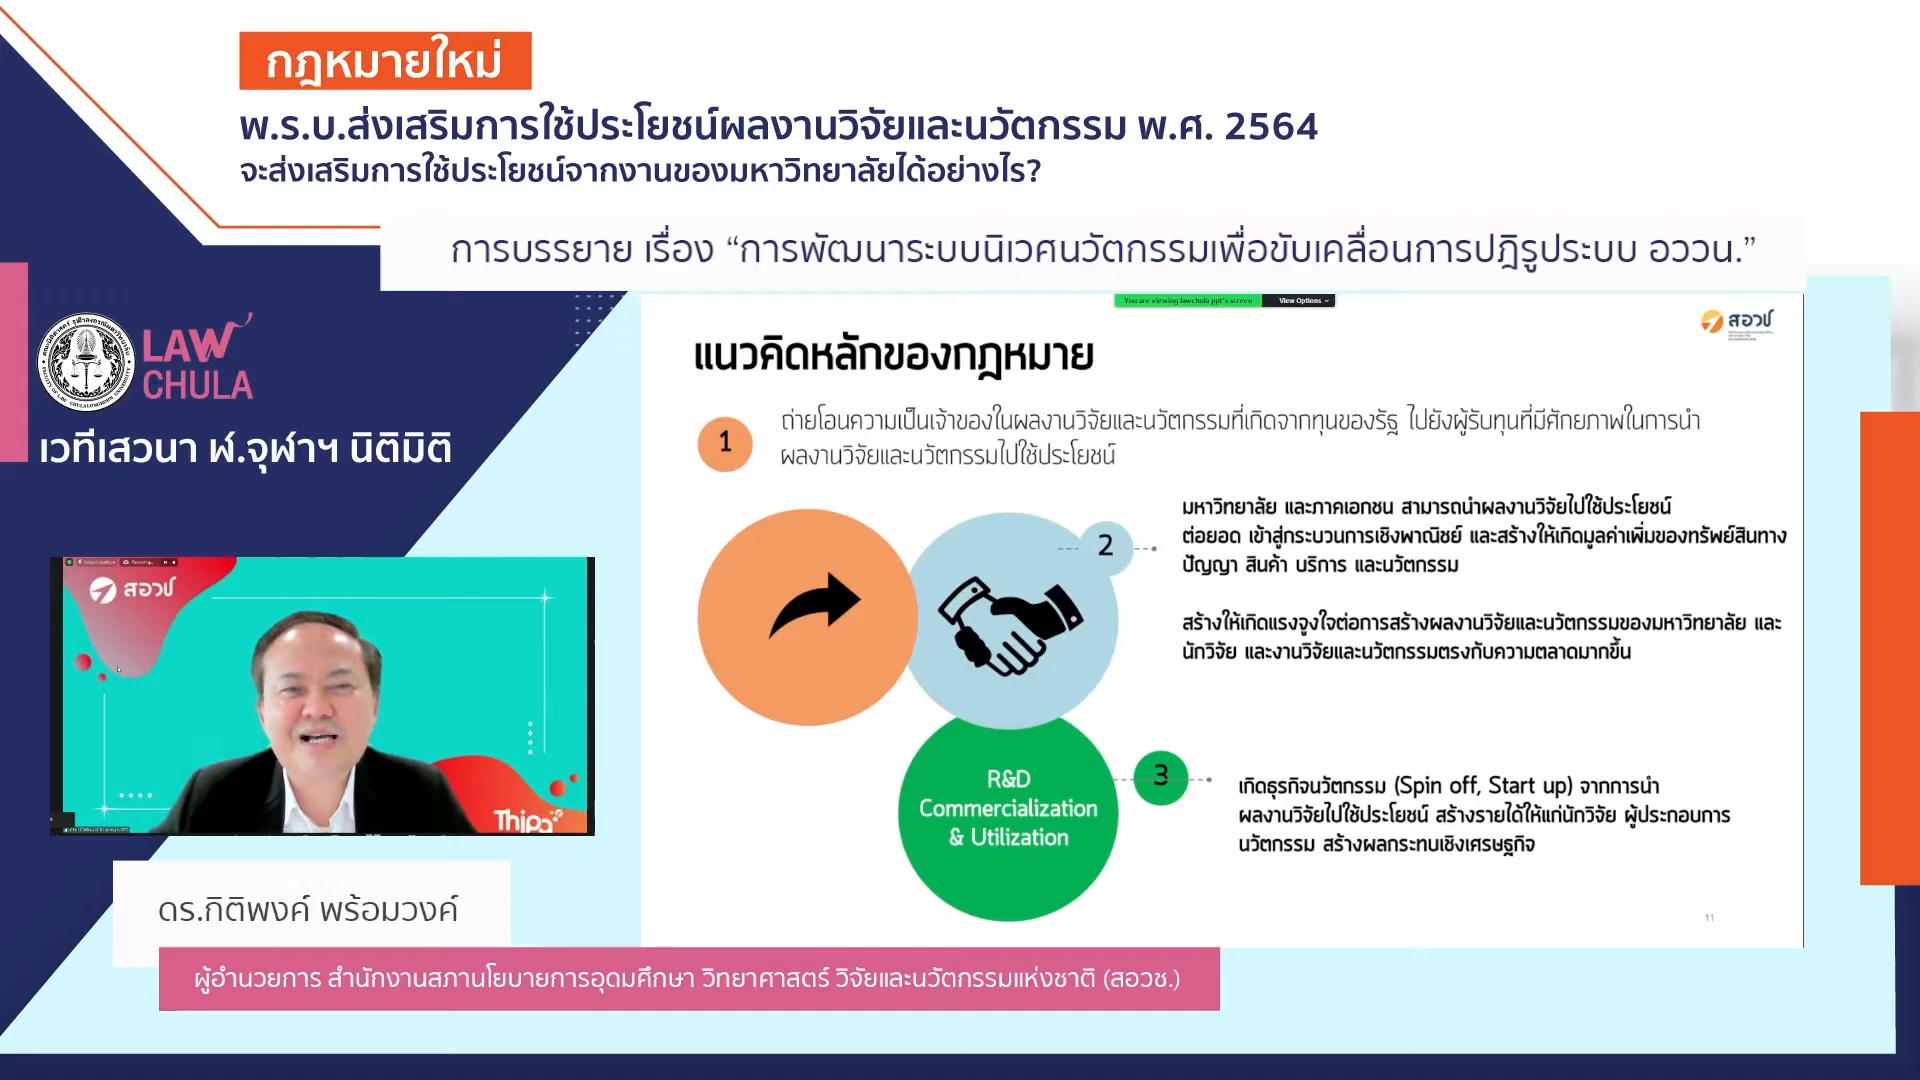 กฎหมายใหม่
พ.ร.บ.ส่งเสริมการใช้ประโยชน์ผลงานวิจัยและนวัตกรรม พ.ศ. 2564
จะส่งเสริมการใช้ประโยชน์จากงานของมหาวิทยาลัยได้อย่างไร?
การบรรยาย เรื่อง “การพัฒนาระบบนิเวศนวัตกรรมเพื่อขับเคลื่อนการปฎิรูประบบ อววน.”
LAW
CHULA
เวทีเสวนา ฬ.จุฬาฯ นิติมิติ
You are viewing lawchula ppt's screen
View Options
สอวช
แนวคิดหลักของกฎหมาย
1
ถ่ายโอนความเป็นเจ้าของในผลงานวิจัยและนวัตกรรมที่เกิดจากทุนของรัฐ ไปยังผู้รับทุนที่มีศักยภาพในการนำ
ผลงานวิจัยและนวัตกรรมไปใช้ประโยชน์
2
มหาวิทยาลัย และภาคเอกชน สามารถนำผลงานวิจัยไปใช้ประโยชน์
ต่อยอด เข้าสู่กระบวนการเชิงพาณิชย์ และสร้างให้เกิดมูลค่าเพิ่มของทรัพย์สินทาง
ปัญญา สินค้า บริการ และนวัตกรรม
สร้างให้เกิดแรงจูงใจต่อการสร้างผลงานวิจัยและนวัตกรรมของมหาวิทยาลัย และ
นักวิจัย และงานวิจัยและนวัตกรรมตรงกับความตลาดมากขึ้น
R&D
Commercialization
& Utilization
3
เกิดธุรกิจนวัตกรรม (Spin off, Start up) จากการนำ
ผลงานวิจัยไปใช้ประโยชน์ สร้างรายได้ให้แก่นักวิจัย ผู้ประกอบการ
นวัตกรรม สร้างผลกระทบเชิงเศรษฐกิจ
11
สอวช
Thipa
ดร.กิติพงค์ พร้อมวงค์
ผู้อำนวยการ สำนักงานสภานโยบายการอุดมศึกษา วิทยาศาสตร์ วิจัยและนวัตกรรมแห่งชาติ (สอวช.)